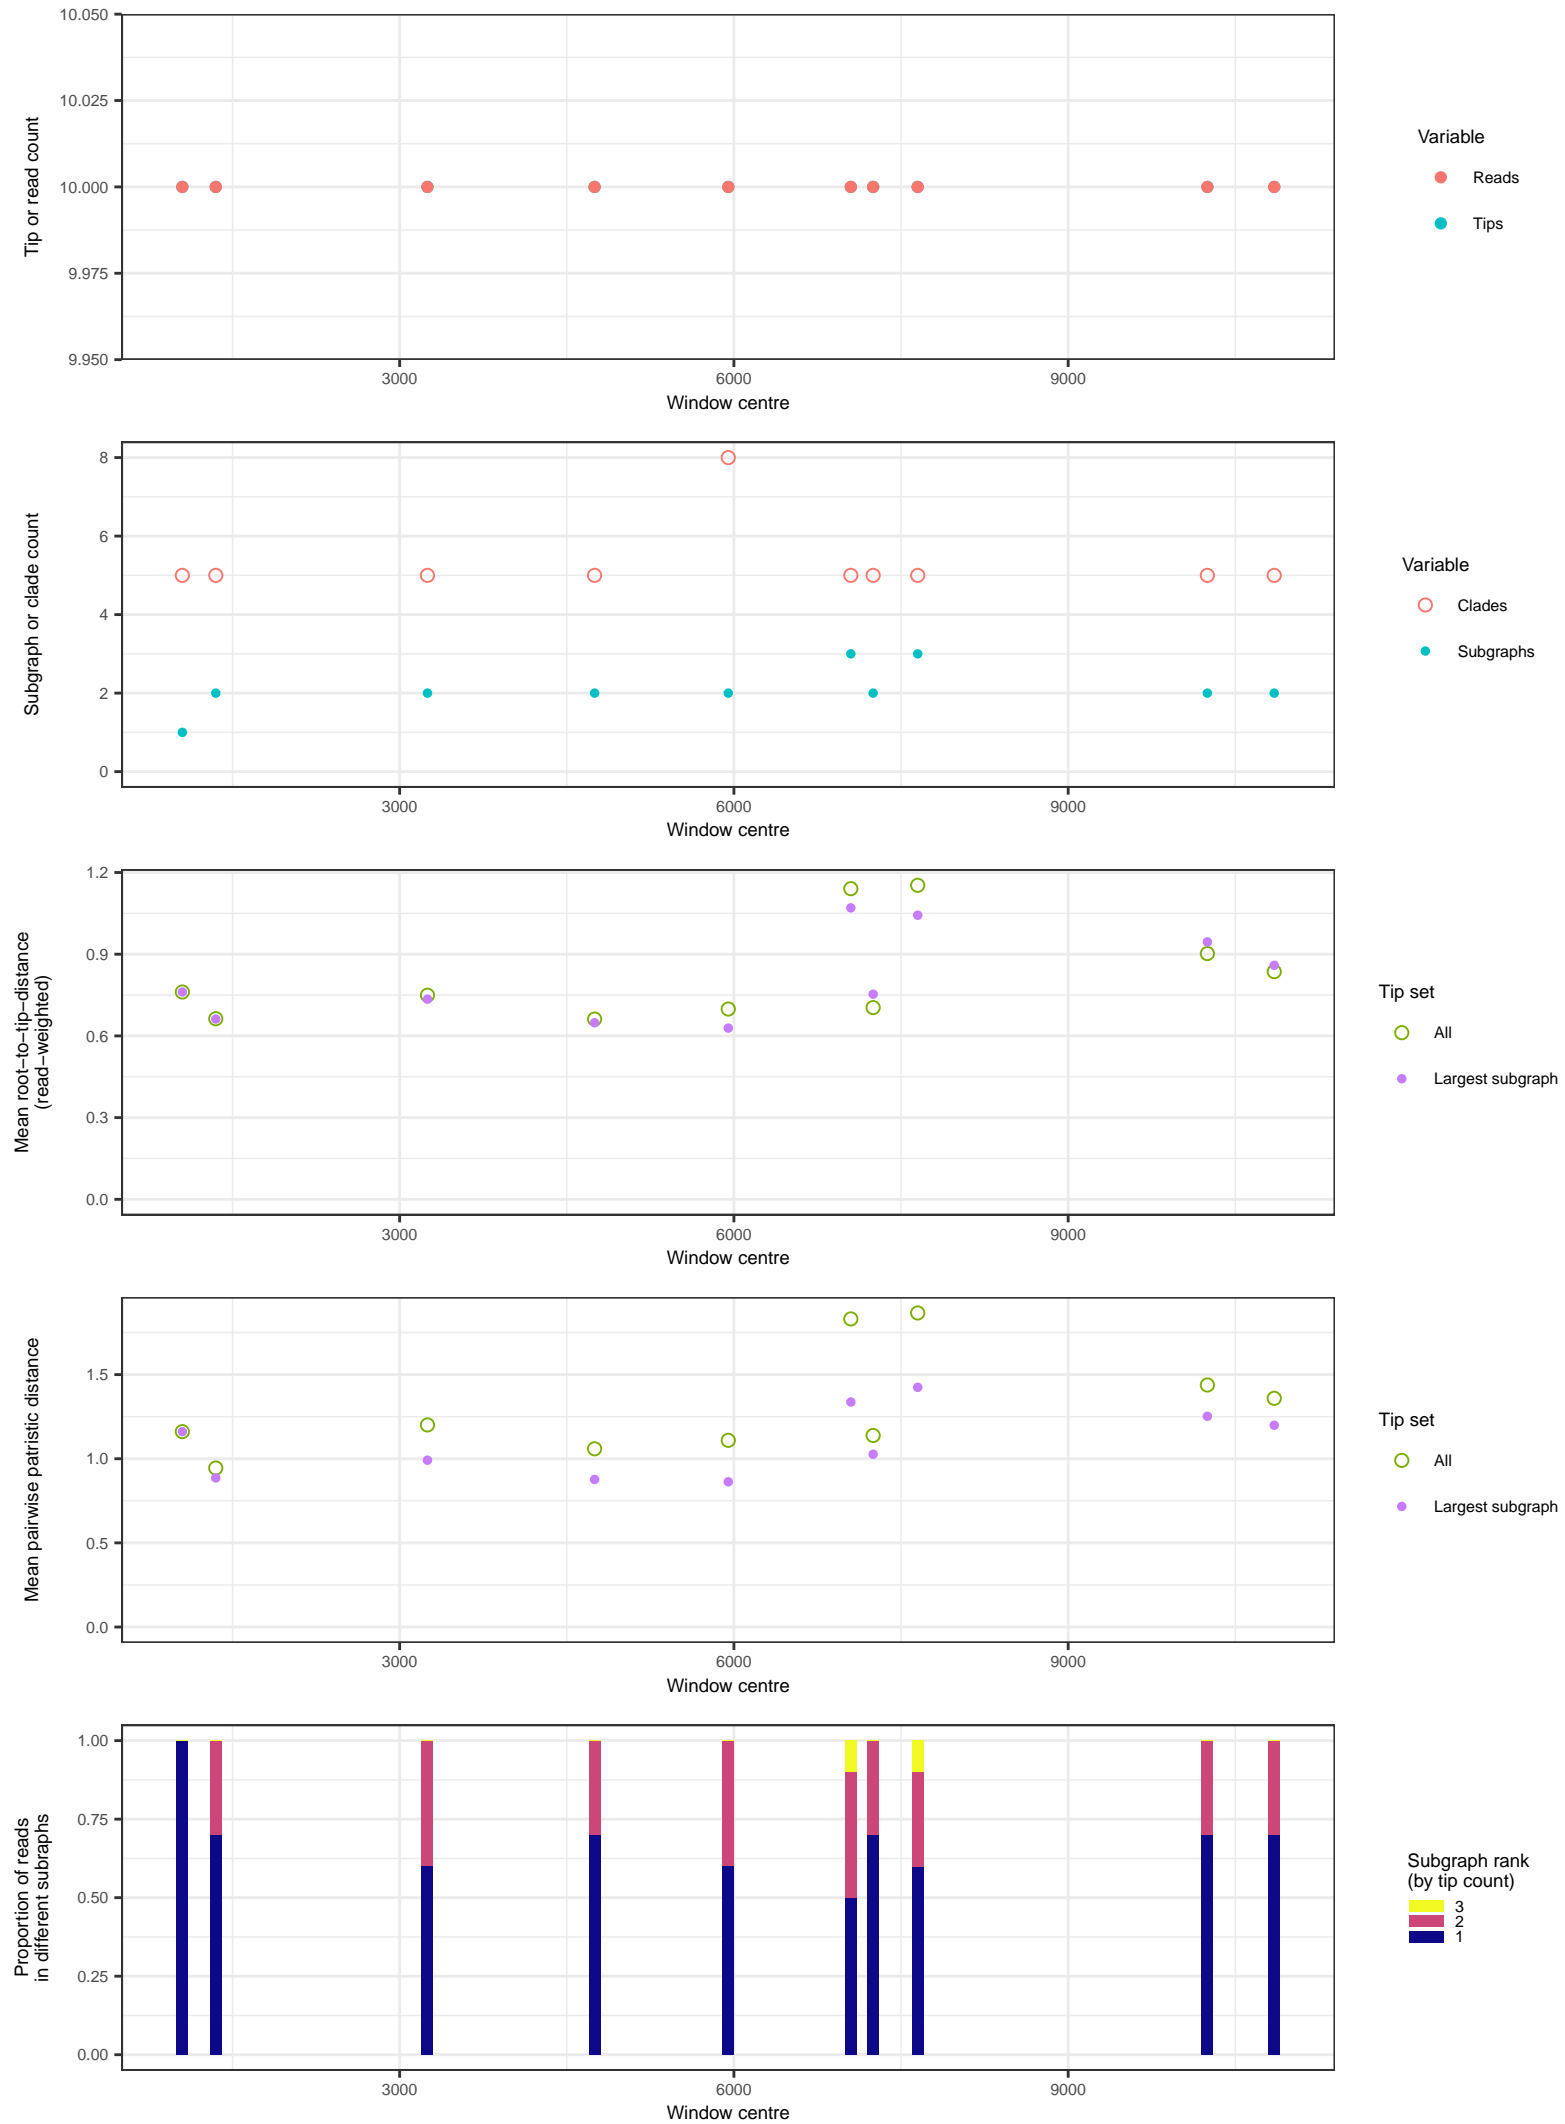 10.050
10.025
10.000
9.975
9.950
Tip or read count
3000
6000
9000
Window centre
Variable
Reads
Tips
8
6
4
2
0
Subgraph or clade count
3000
6000
9000
Window centre
Variable
Clades
Subgraphs
1.2
0.9
0.6
0.3
0.0
Mean root−to−tip−distance
(read−weighted)
3000
6000
9000
Window centre
Tip set
All
Largest subgraph
1.5
1.0
0.5
0.0
Mean pairwise patristic distance
3000
6000
9000
Window centre
Tip set
All
Largest subgraph
1.00
0.75
0.50
0.25
0.00
Proportion of reads
in different subraphs
3000
6000
9000
Window centre
Subgraph rank
(by tip count)
3
2
1